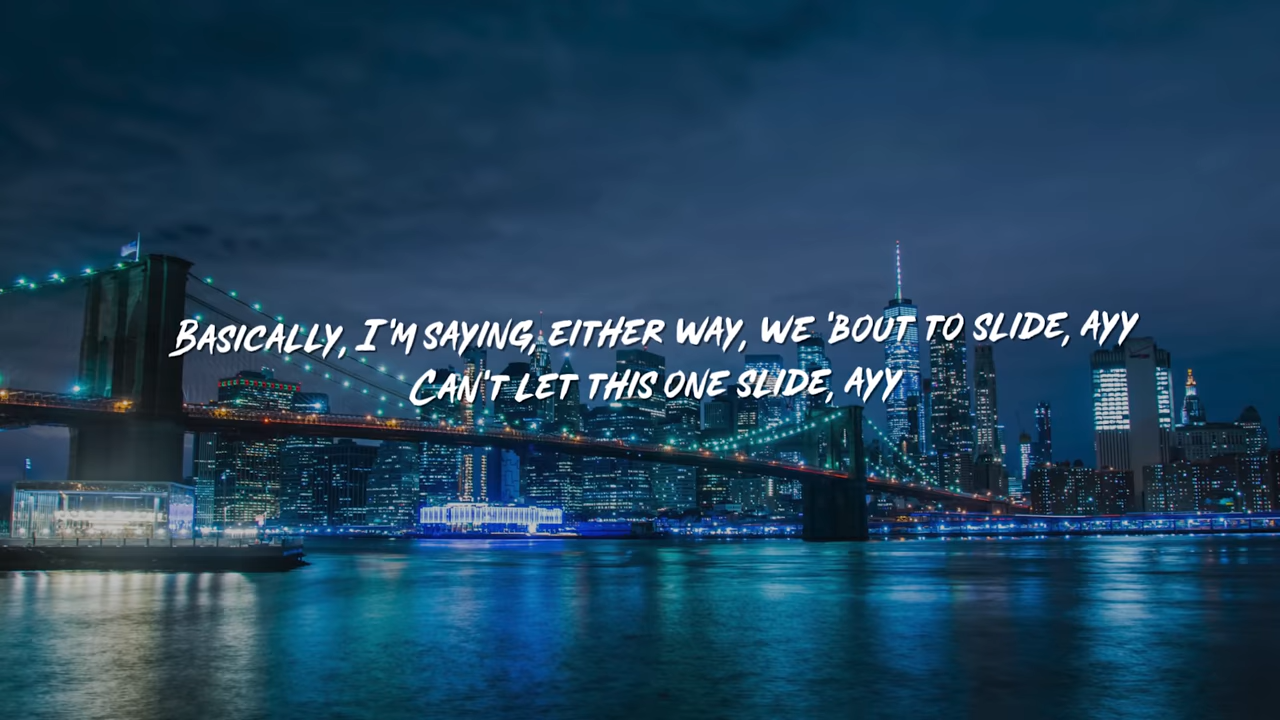 Basically, I'm saying, either way, we 'bout to slide, ayy
Can't let this one slide, ayy